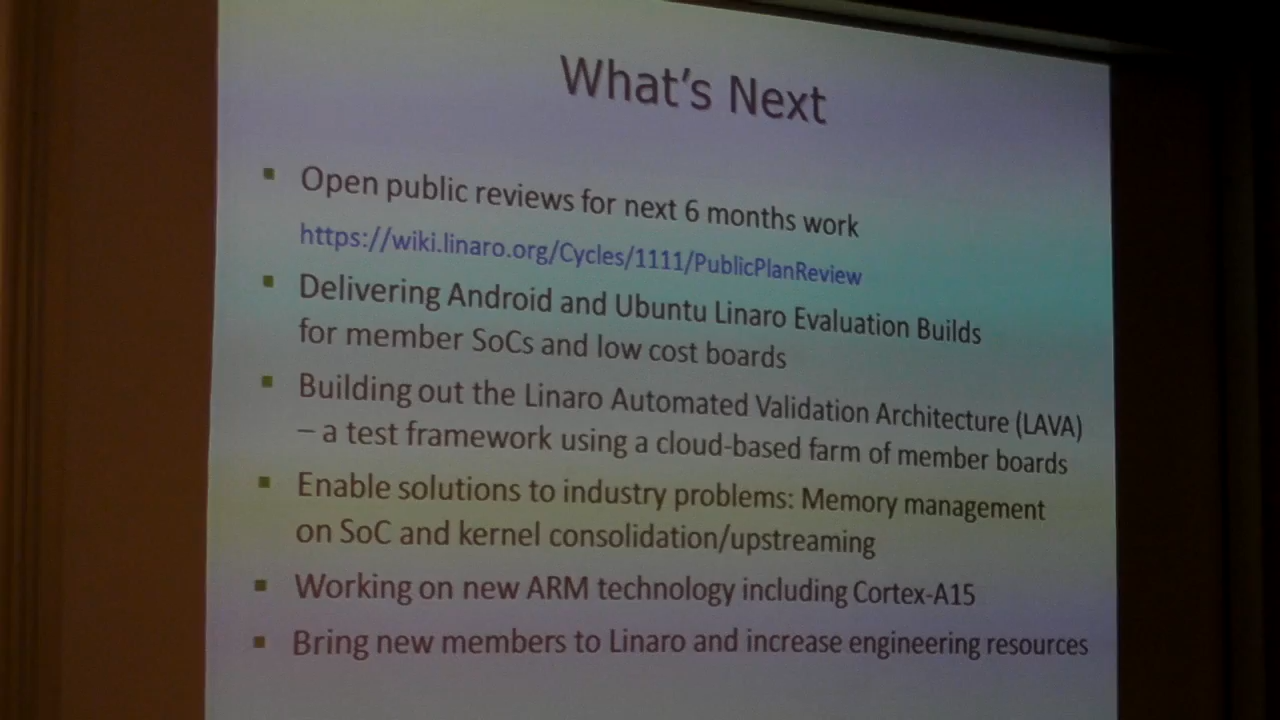 What's Next
Open public reviews for next 6 months work
https://wiki.linaro.org/Cycles/1111/PublicPlanReview
Delivering Android and Ubuntu Linaro Evaluation Builds
for member SoCs and low cost boards
Building out the Linaro Automated Validation Architecture (LAVA)
– a test framework using a cloud-based farm of member boards
Enable solutions to industry problems: Memory management
on SoC and kernel consolidation/upstreaming
Working on new ARM technology including Cortex-A15
Bring new members to Linaro and increase engineering resources